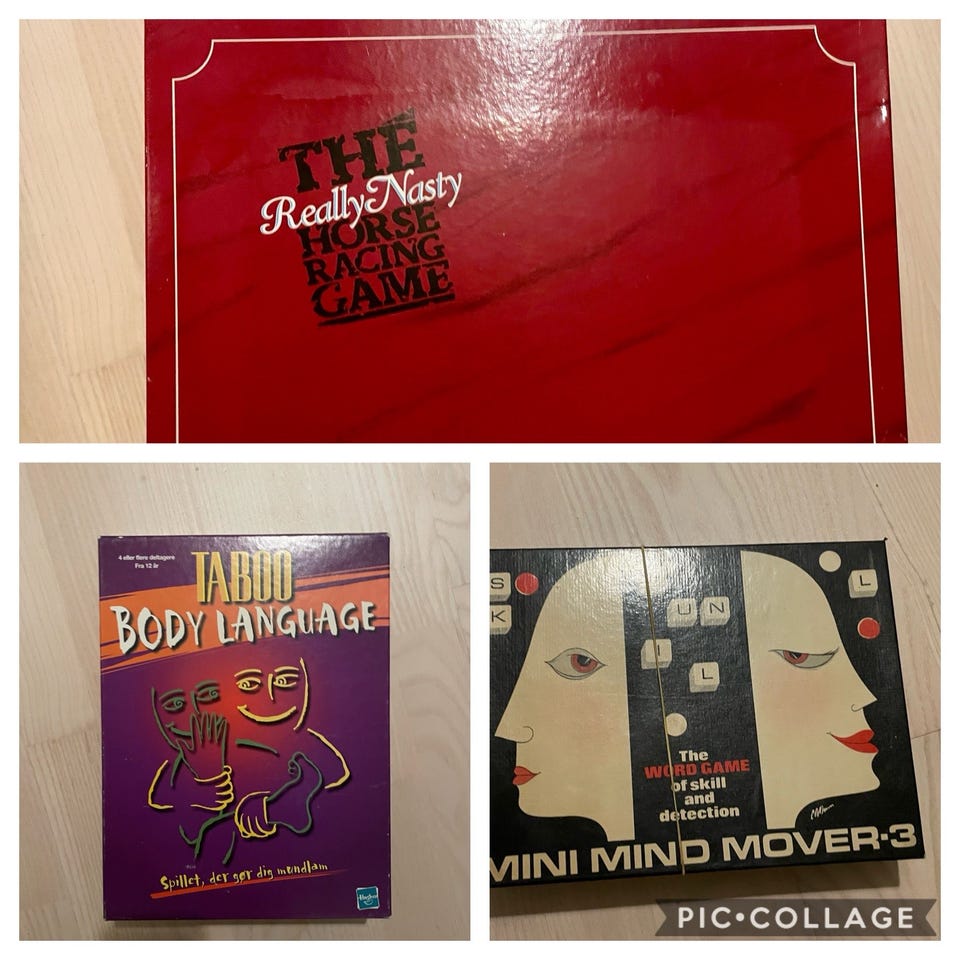 THE
Really Nasty
HORSE
RACING
GAME
4 eller flere deltagere
Fra 12 år
TABOO
BODY LANGUAGE
Spillet, der gør dig mundlam
Hasbro
S
K
U N
I
L
L
The
WORD GAME
of skill
and
detection
MINI MIND MOVER·3
PIC•COLLAGE